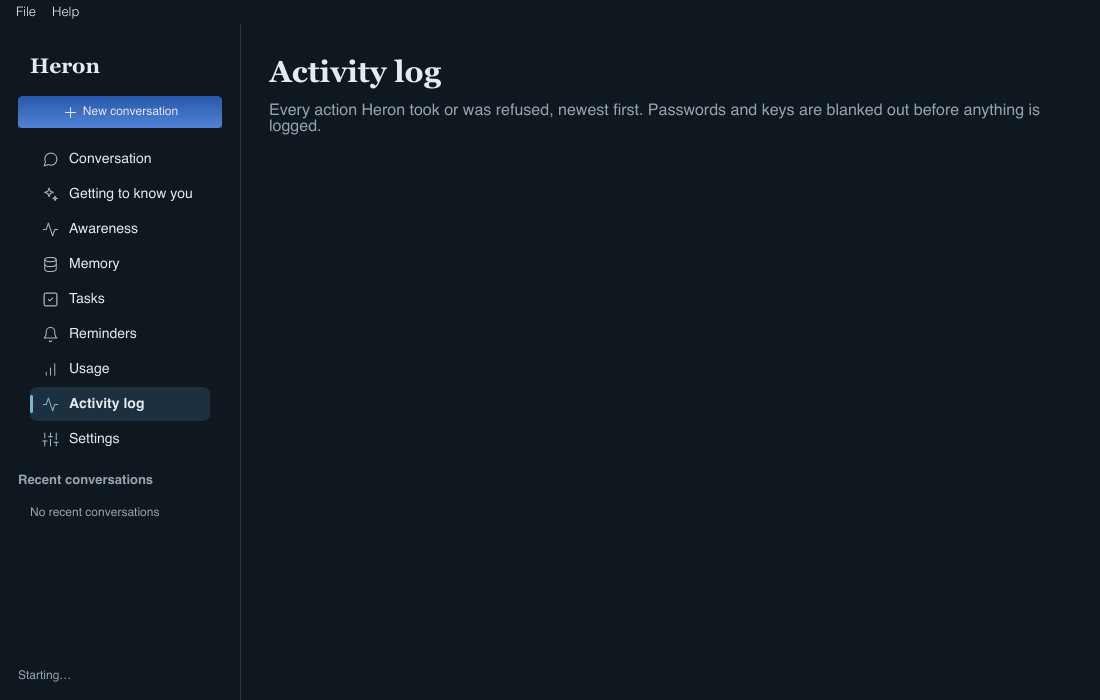 File Help
Heron
New conversation
Conversation
Getting to know you
Awareness
Memory
Tasks
Reminders
Usage
Activity log
Settings
Recent conversations
No recent conversations
Starting…
Activity log
Every action Heron took or was refused, newest first. Passwords and keys are blanked out before anything is
logged.